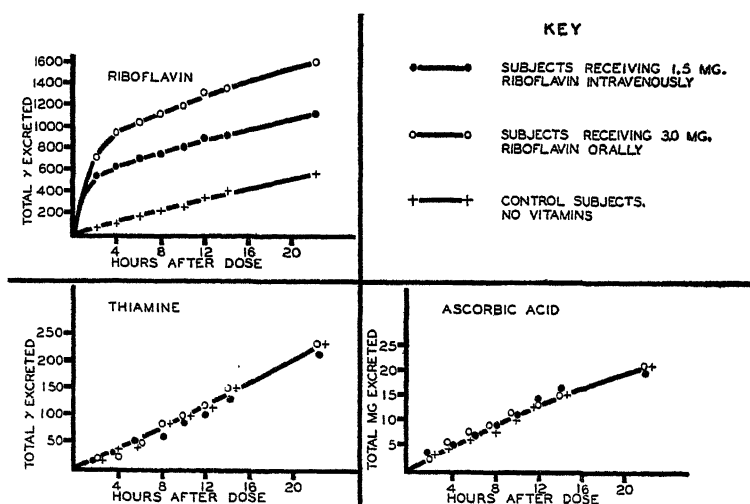 KEY
RIBOFLAVIN
TOTAL γ EXCRETED
1600
1400
1200
1000
800
600
400
200
4 8 12 16 20
HOURS AFTER DOSE
SUBJECTS RECEIVING 1.5 MG.
RIBOFLAVIN INTRAVENOUSLY
SUBJECTS RECEIVING 3.0 MG.
RIBOFLAVIN ORALLY
CONTROL SUBJECTS.
NO VITAMINS
THIAMINE
TOTAL γ EXCRETED
250
200
150
100
50
4 8 12 16 20
HOURS AFTER DOSE
ASCORBIC ACID
TOTAL MG EXCRETED
25
20
15
10
5
4 8 12 16 20
HOURS AFTER DOSE